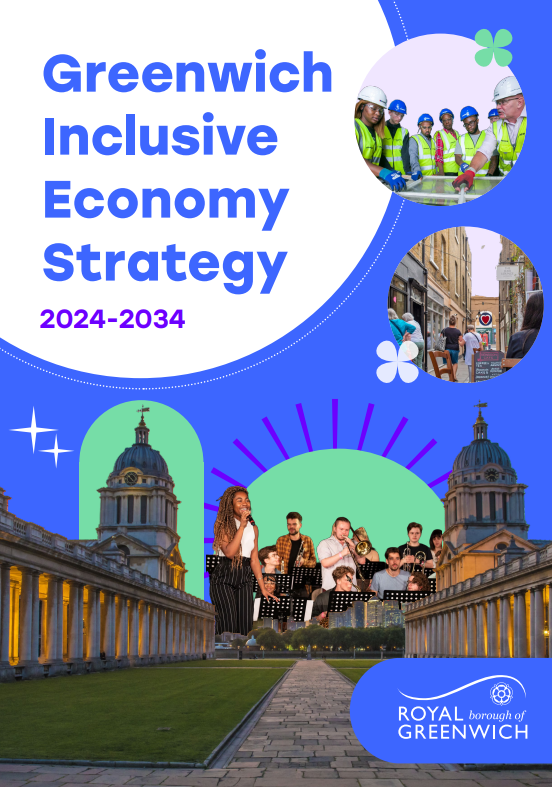 Greenwich
Inclusive
Economy
Strategy
2024-2034
ROYAL borough of
GREENWICH